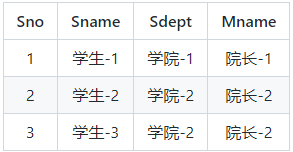 Sno Sname Sdept Mname
1 学生-1 学院-1 院长-1
2 学生-2 学院-2 院长-2
3 学生-3 学院-2 院长-2